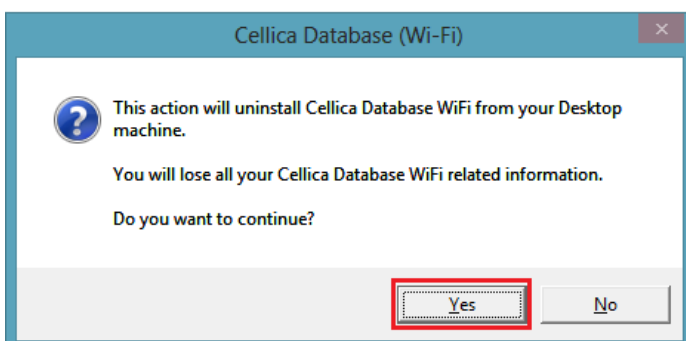 Cellica Database (Wi-Fi)
This action will uninstall Cellica Database WiFi from your Desktop
machine.
You will lose all your Cellica Database WiFi related information.
Do you want to continue?
Yes
No